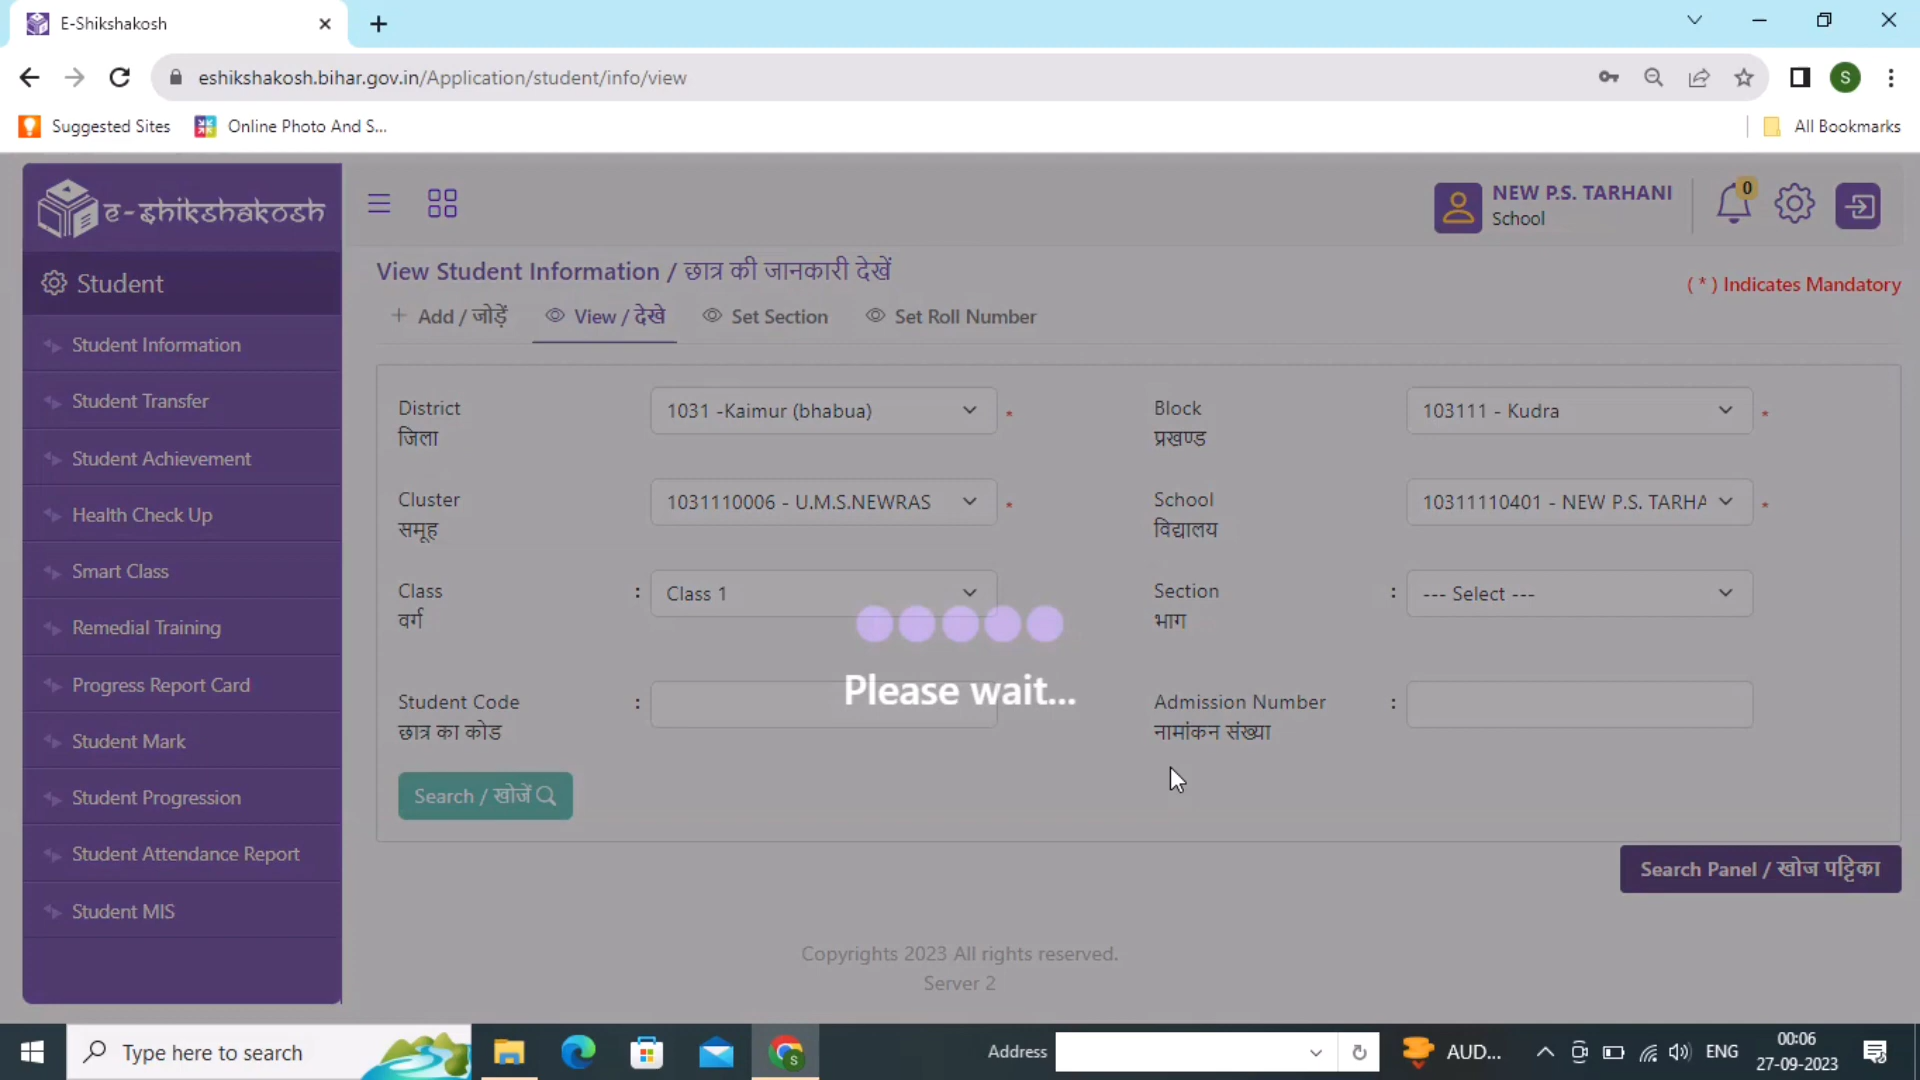 E-Shikshakosh
eshikshakosh.bihar.gov.in/Application/student/info/view
S
Suggested Sites
Online Photo And S...
All Bookmarks
e-shikshakosh
NEW P.S. TARHANI
School
0
Student
Student Information
Student Transfer
Student Achievement
Health Check Up
Smart Class
Remedial Training
Progress Report Card
Student Mark
Student Progression
Student Attendance Report
Student MIS
View Student Information / छात्र की जानकारी देखें
( * ) Indicates Mandatory
+ Add / जोड़ें
View / देखे
Set Section
Set Roll Number
District
जिला
1031 -Kaimur (bhabua)
*
Block
प्रखण्ड
103111 - Kudra
*
Cluster
समूह
1031110006 - U.M.S.NEWRAS
*
School
विद्यालय
10311110401 - NEW P.S. TARHA
*
Class
वर्ग
:
Class 1
Section
भाग
:
--- Select ---
Please wait...
Student Code
छात्र का कोड
:
Admission Number
नामांकन संख्या
:
Search / खोजें
Search Panel / खोज पट्टिका
Copyrights 2023 All rights reserved.
Server 2
Type here to search
S
Address
AUD...
ENG
00:06
27-09-2023